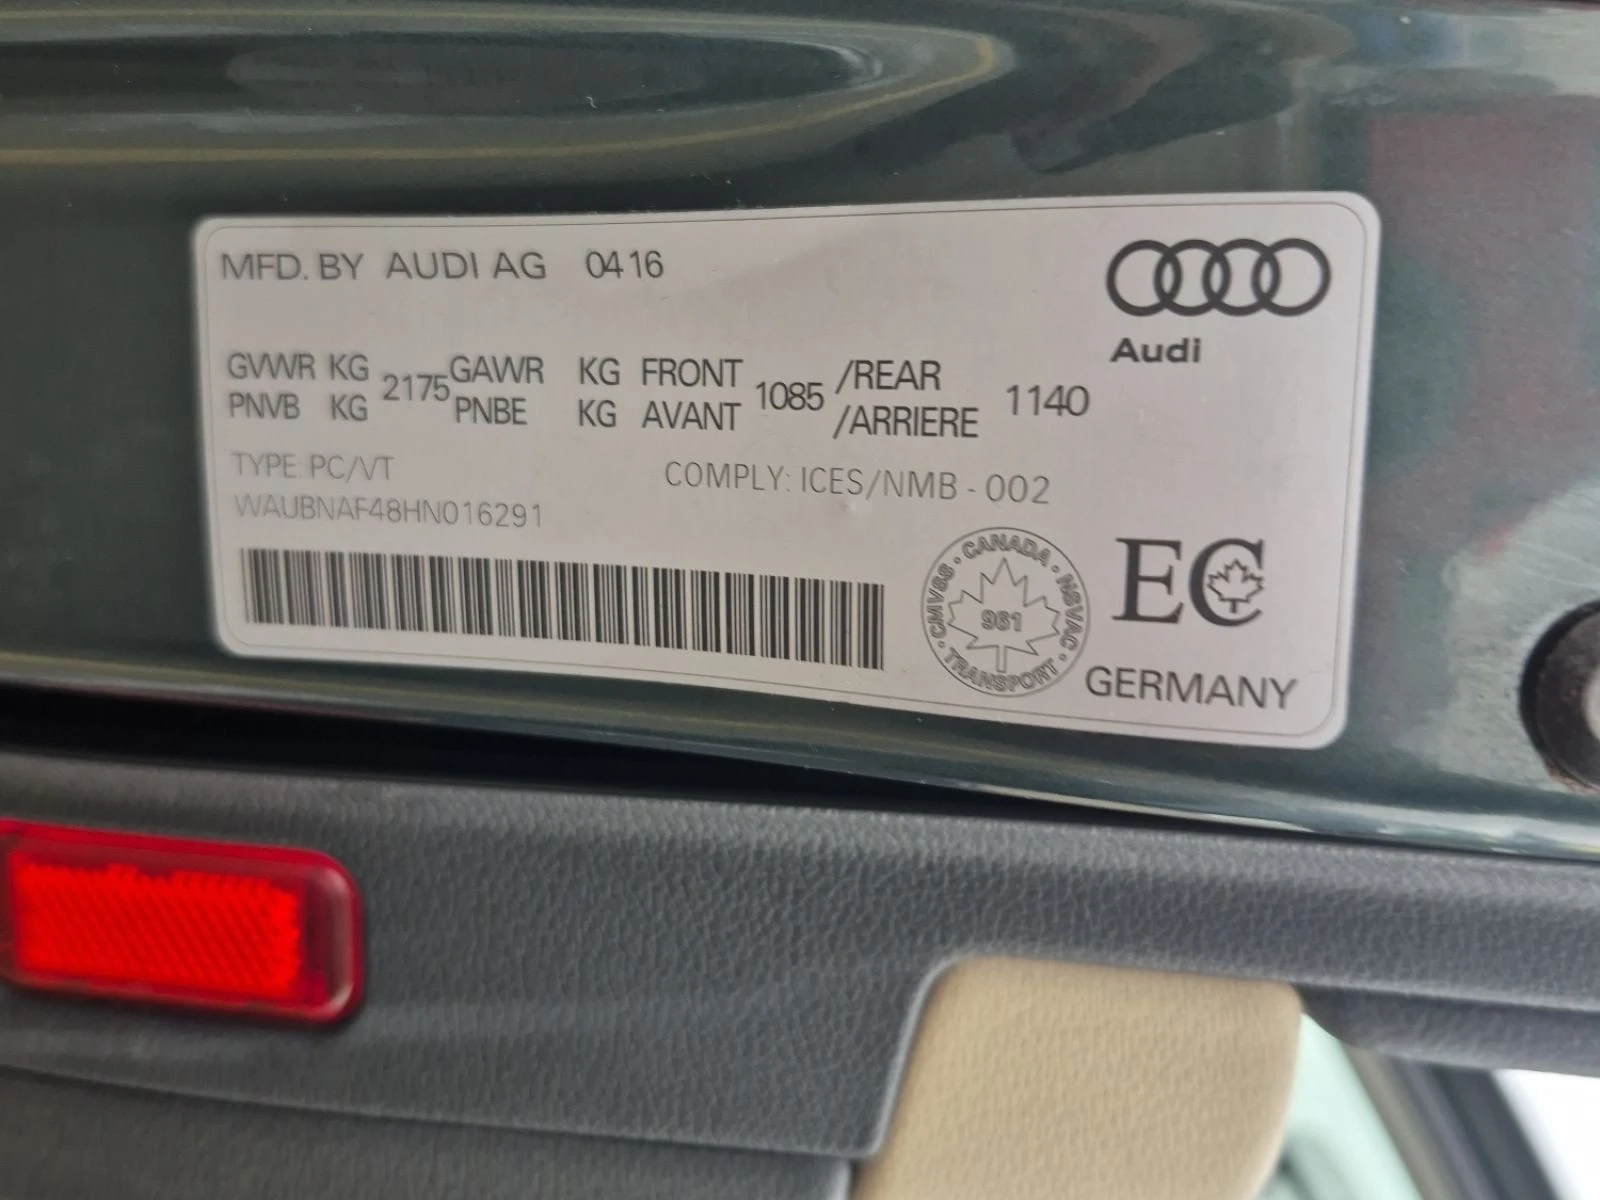 MFD. BY AUDI AG 0416
Audi
GVWR KG 2175 GAWR KG FRONT 1085 /REAR 1140
PNVB KG PNBE KG AVANT /ARRIERE
TYPE: PC/VT COMPLY: ICES/NMB - 002
WAUBNAF48HN016291
CANADA · NSVAC · TRANSPORT · CMVSS ·
961
EC
GERMANY